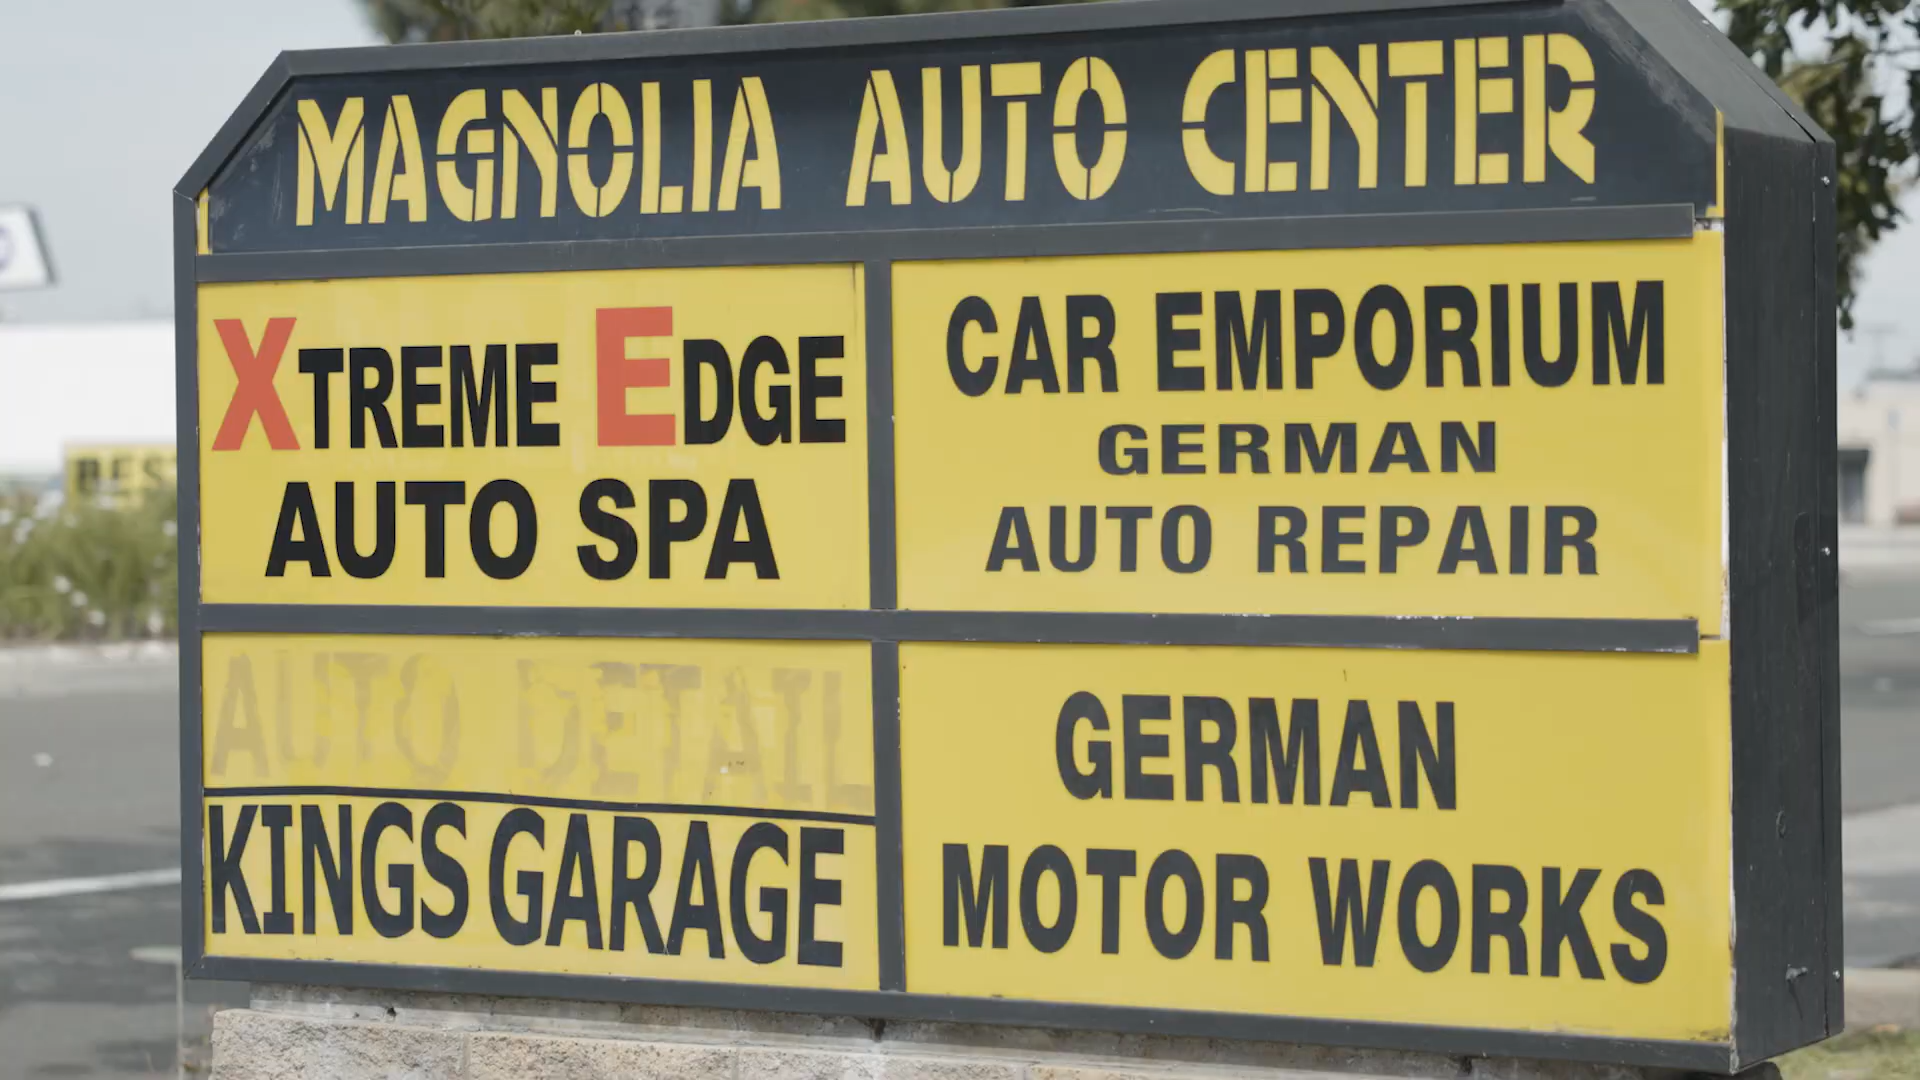 MAGNOLIA AUTO CENTER
XTREME EDGE
AUTO SPA
CAR EMPORIUM
GERMAN
AUTO REPAIR
AUTO DETAIL
KINGS GARAGE
GERMAN
MOTOR WORKS
BEST